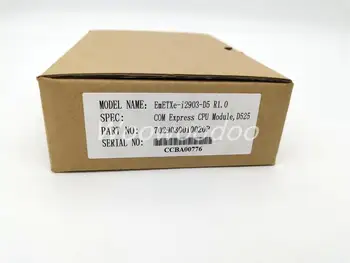 MODEL NAME: EmETXe-i2903-D5 R1.0
SPEC: COM Express CPU Module,D525
PART NO:
SERIAL NO:
CCBA00776